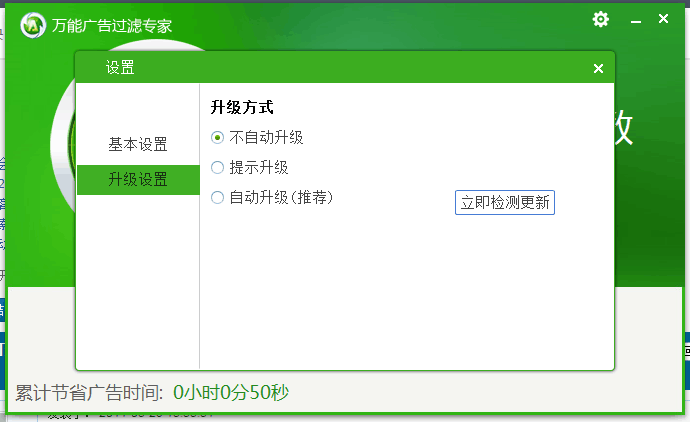 万能广告过滤专家
设置
升级方式
不自动升级
基本设置
提示升级
升级设置
自动升级(推荐)
立即检测更新
累计节省广告时间: 0小时0分50秒